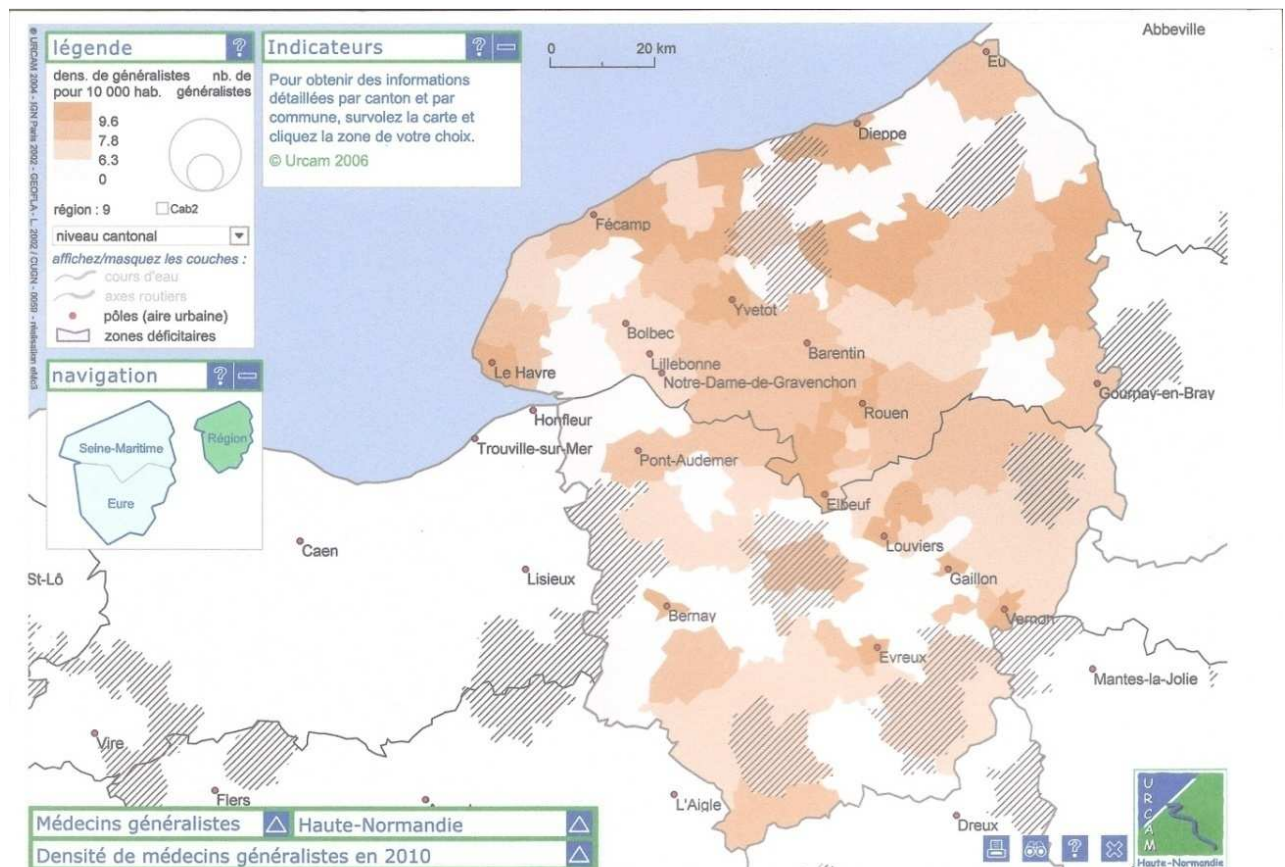 légende ?
dens. de généralistes
pour 10 000 hab.
nb. de
généralistes
9.6
7.8
6.3
0
région : 9
Cab2
niveau cantonal
affichez/masquez les couches :
cours d'eau
axes routiers
pôles (aire urbaine)
zones déficitaires
Indicateurs ?
Pour obtenir des informations
détaillées par canton et par
commune, survolez la carte et
cliquez la zone de votre choix.
© Urcam 2006
0 20 km
navigation ?
Seine-Maritime
Région
Eure
Abbeville
Eu
Dieppe
Fécamp
Yvetot
Bolbec
Barentin
Lillebonne
Le Havre
Notre-Dame-de-Gravenchon
Gournay-en-Bray
Rouen
Honfleur
Trouville-sur-Mer
Pont-Audemer
Elbeuf
Louviers
Caen
Lisieux
Gaillon
St-Lô
Bernay
Vernon
Evreux
Mantes-la-Jolie
Vire
Flers
L'Aigle
Dreux
Médecins généralistes
Haute-Normandie
Densité de médecins généralistes en 2010
?
URCAM
Haute-Normandie